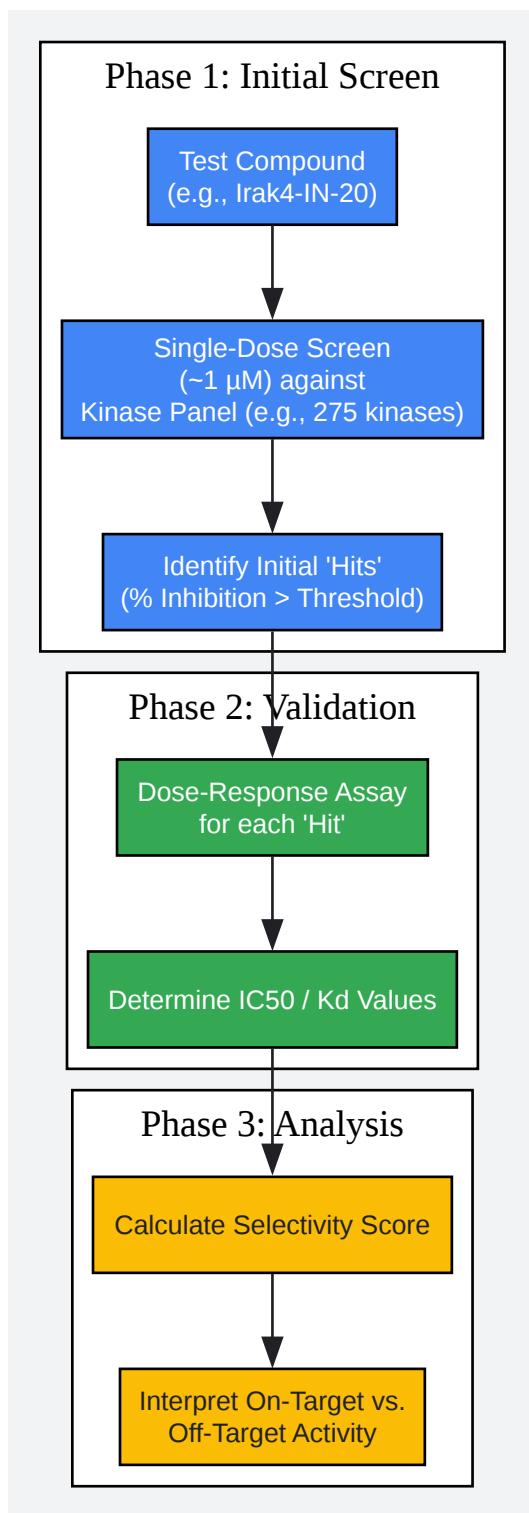 Phase 1: Initial Screen
Test Compound
(e.g., Irak4-IN-20)
Single-Dose Screen
(~1 µM) against
Kinase Panel (e.g., 275 kinases)
Identify Initial 'Hits'
(% Inhibition > Threshold)
Phase 2: Validation
Dose-Response Assay
for each 'Hit'
Determine IC50 / Kd Values
Phase 3: Analysis
Calculate Selectivity Score
Interpret On-Target vs.
Off-Target Activity